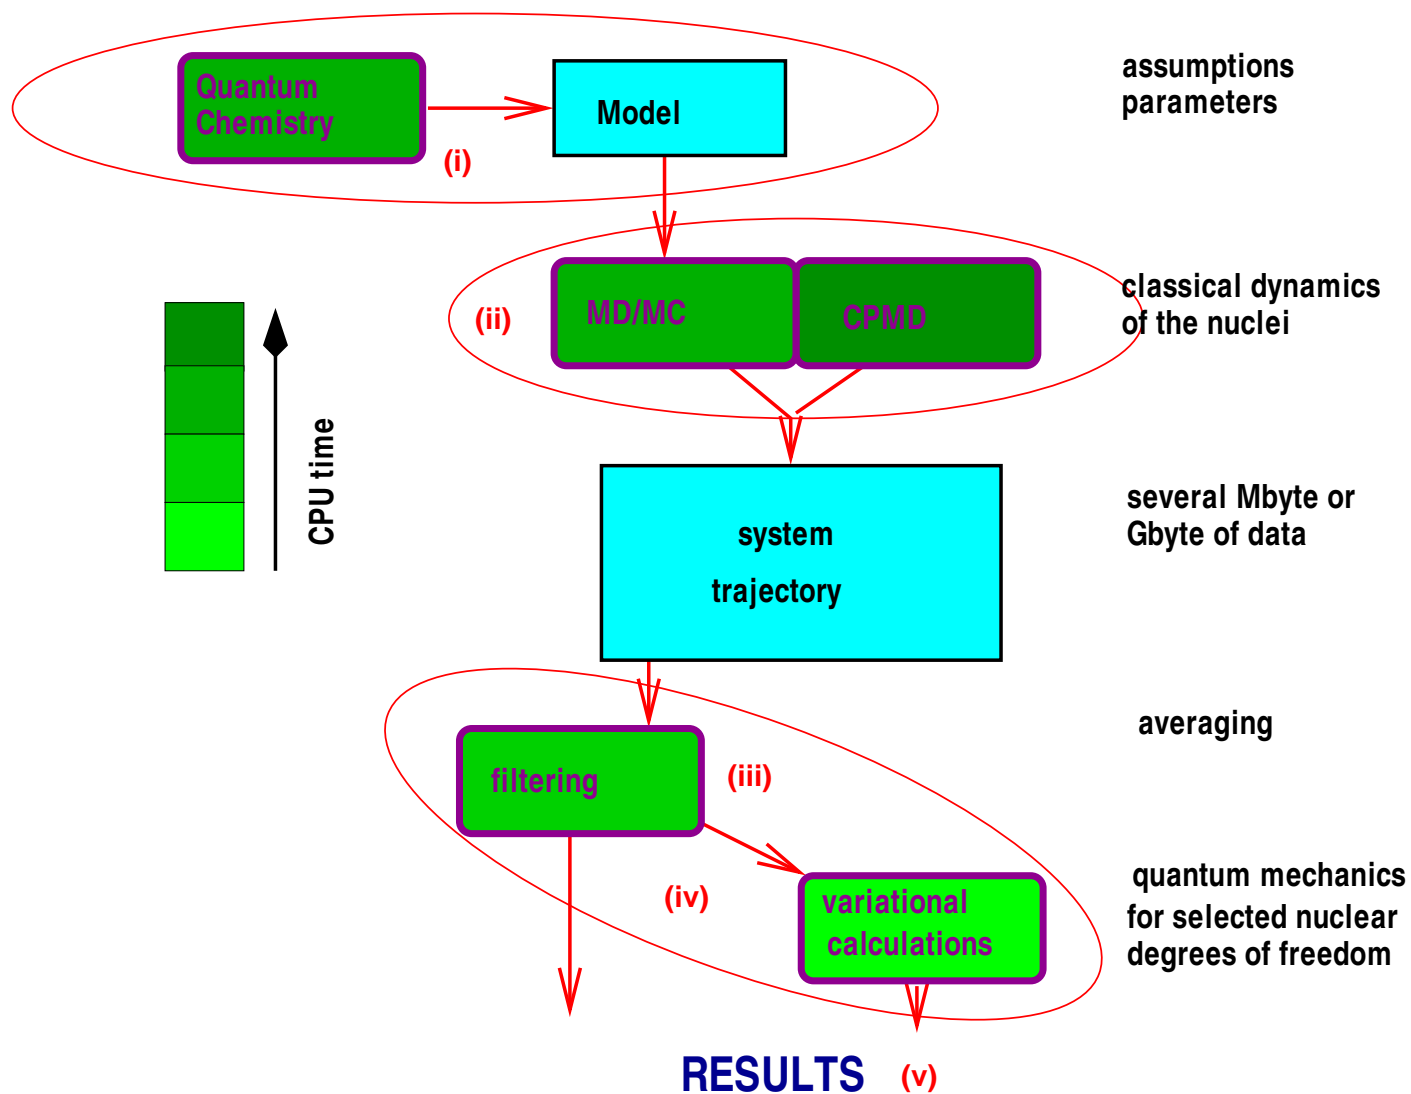 Quantum
Chemistry
(i)
Model
assumptions
parameters
(ii)
MD/MC
CPMD
classical dynamics
of the nuclei
CPU time
system
trajectory
several Mbyte or
Gbyte of data
averaging
filtering
(iii)
(iv)
variational
calculations
quantum mechanics
for selected nuclear
degrees of freedom
RESULTS (v)